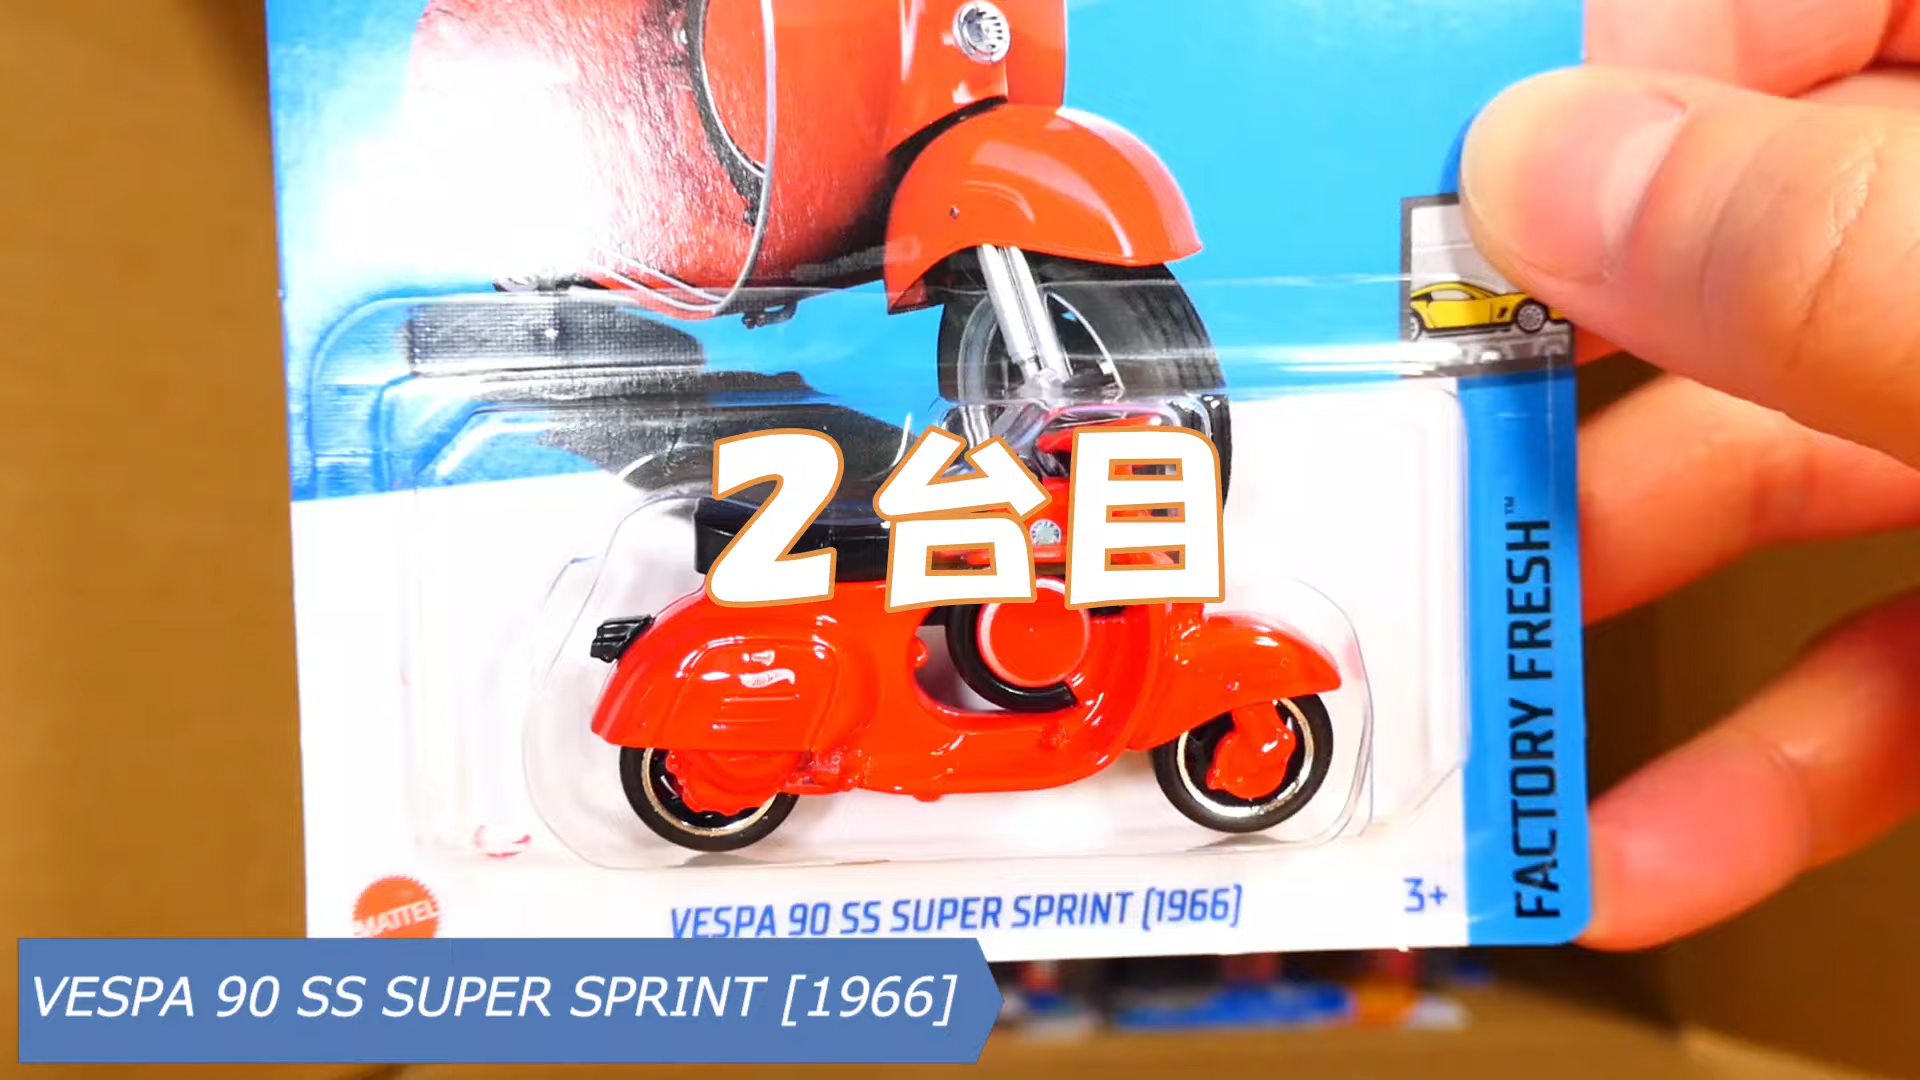 2台目
FACTORY FRESH™
MATTEL
VESPA 90 SS SUPER SPRINT (1966)
3+
VESPA 90 SS SUPER SPRINT [1966]